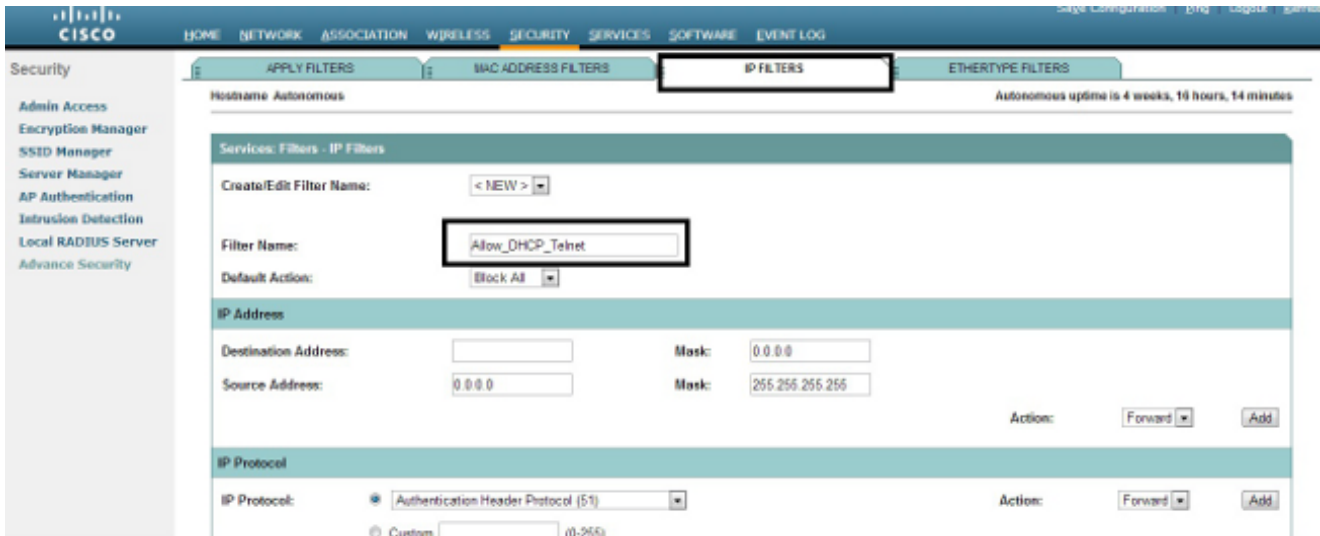 Save Configuration | Ping | Logout | Refresh
CISCO
HOME NETWORK ASSOCIATION WIRELESS SECURITY SERVICES SOFTWARE EVENT LOG
Security
APPLY FILTERS MAC ADDRESS FILTERS IP FILTERS ETHERTYPE FILTERS
Hostname Autonomous Autonomous uptime is 4 weeks, 16 hours, 14 minutes
Admin Access
Encryption Manager
SSID Manager
Server Manager
AP Authentication
Intrusion Detection
Local RADIUS Server
Advance Security
Services: Filters - IP Filters
Create/Edit Filter Name: < NEW >
Filter Name: Allow_DHCP_Telnet
Default Action: Block All
IP Address
Destination Address: Mask: 0.0.0.0
Source Address: 0.0.0.0 Mask: 255.255.255.255
Action: Forward Add
IP Protocol
IP Protocol: Authentication Header Protocol (51) Action: Forward Add
Custom (0-255)